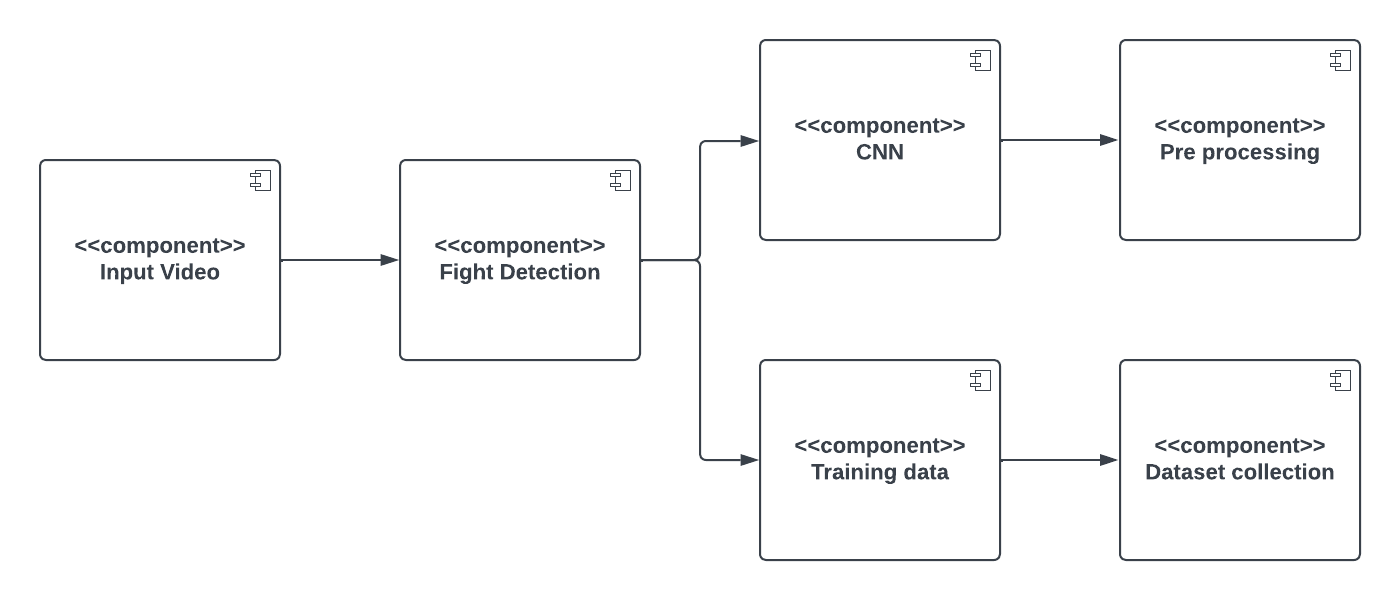 <<component>>
Input Video
<<component>>
Fight Detection
<<component>>
CNN
<<component>>
Pre processing
<<component>>
Training data
<<component>>
Dataset collection